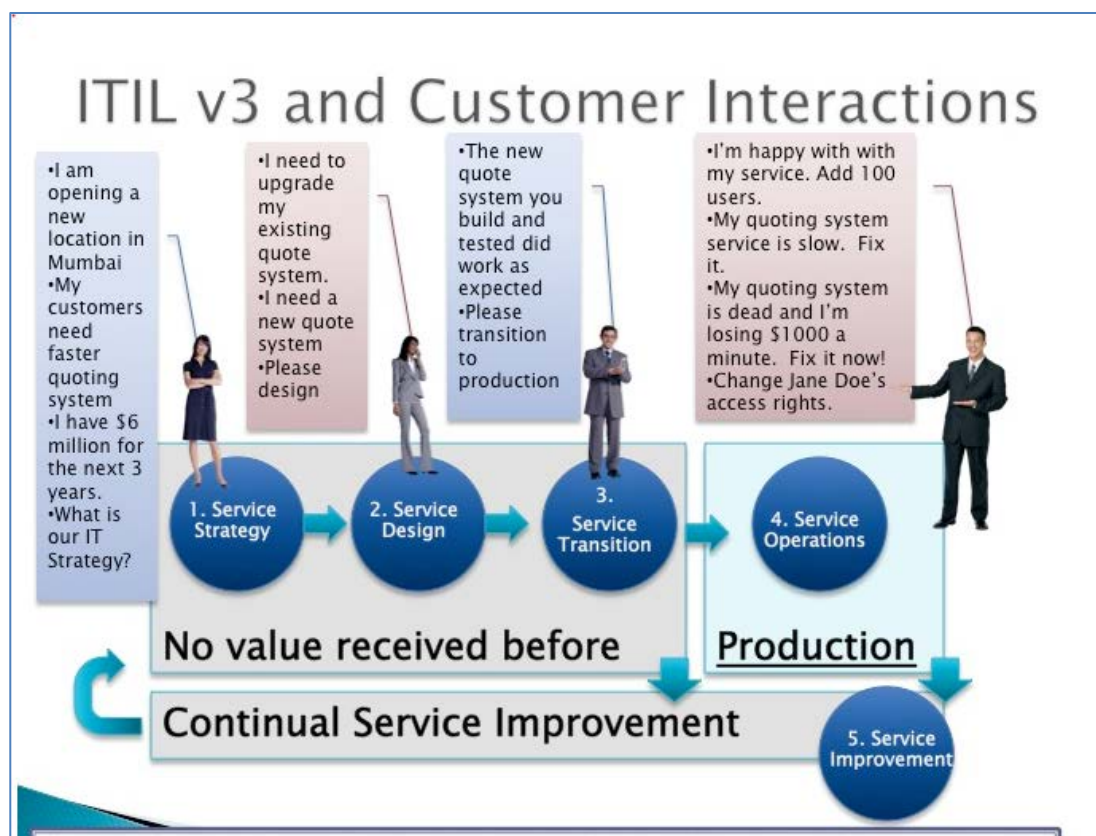 ITIL v3 and Customer Interactions
•I am
opening a
new
location in
Mumbai
•My
customers
need
faster
quoting
system
•I have $6
million for
the next 3
years.
•What is
our IT
Strategy?
•I need to
upgrade
my
existing
quote
system.
•I need a
new quote
system
•Please
design
•The new
quote
system you
build and
tested did
work as
expected
•Please
transition
to
production
•I'm happy with with
my service. Add 100
users.
•My quoting system
service is slow.  Fix
it.
•My quoting system
is dead and I'm
losing $1000 a
minute.  Fix it now!
•Change Jane Doe's
access rights.
1. Service
Strategy
2. Service
Design
3.
Service
Transition
4. Service
Operations
No value received before
Production
Continual Service Improvement
5. Service
Improvement